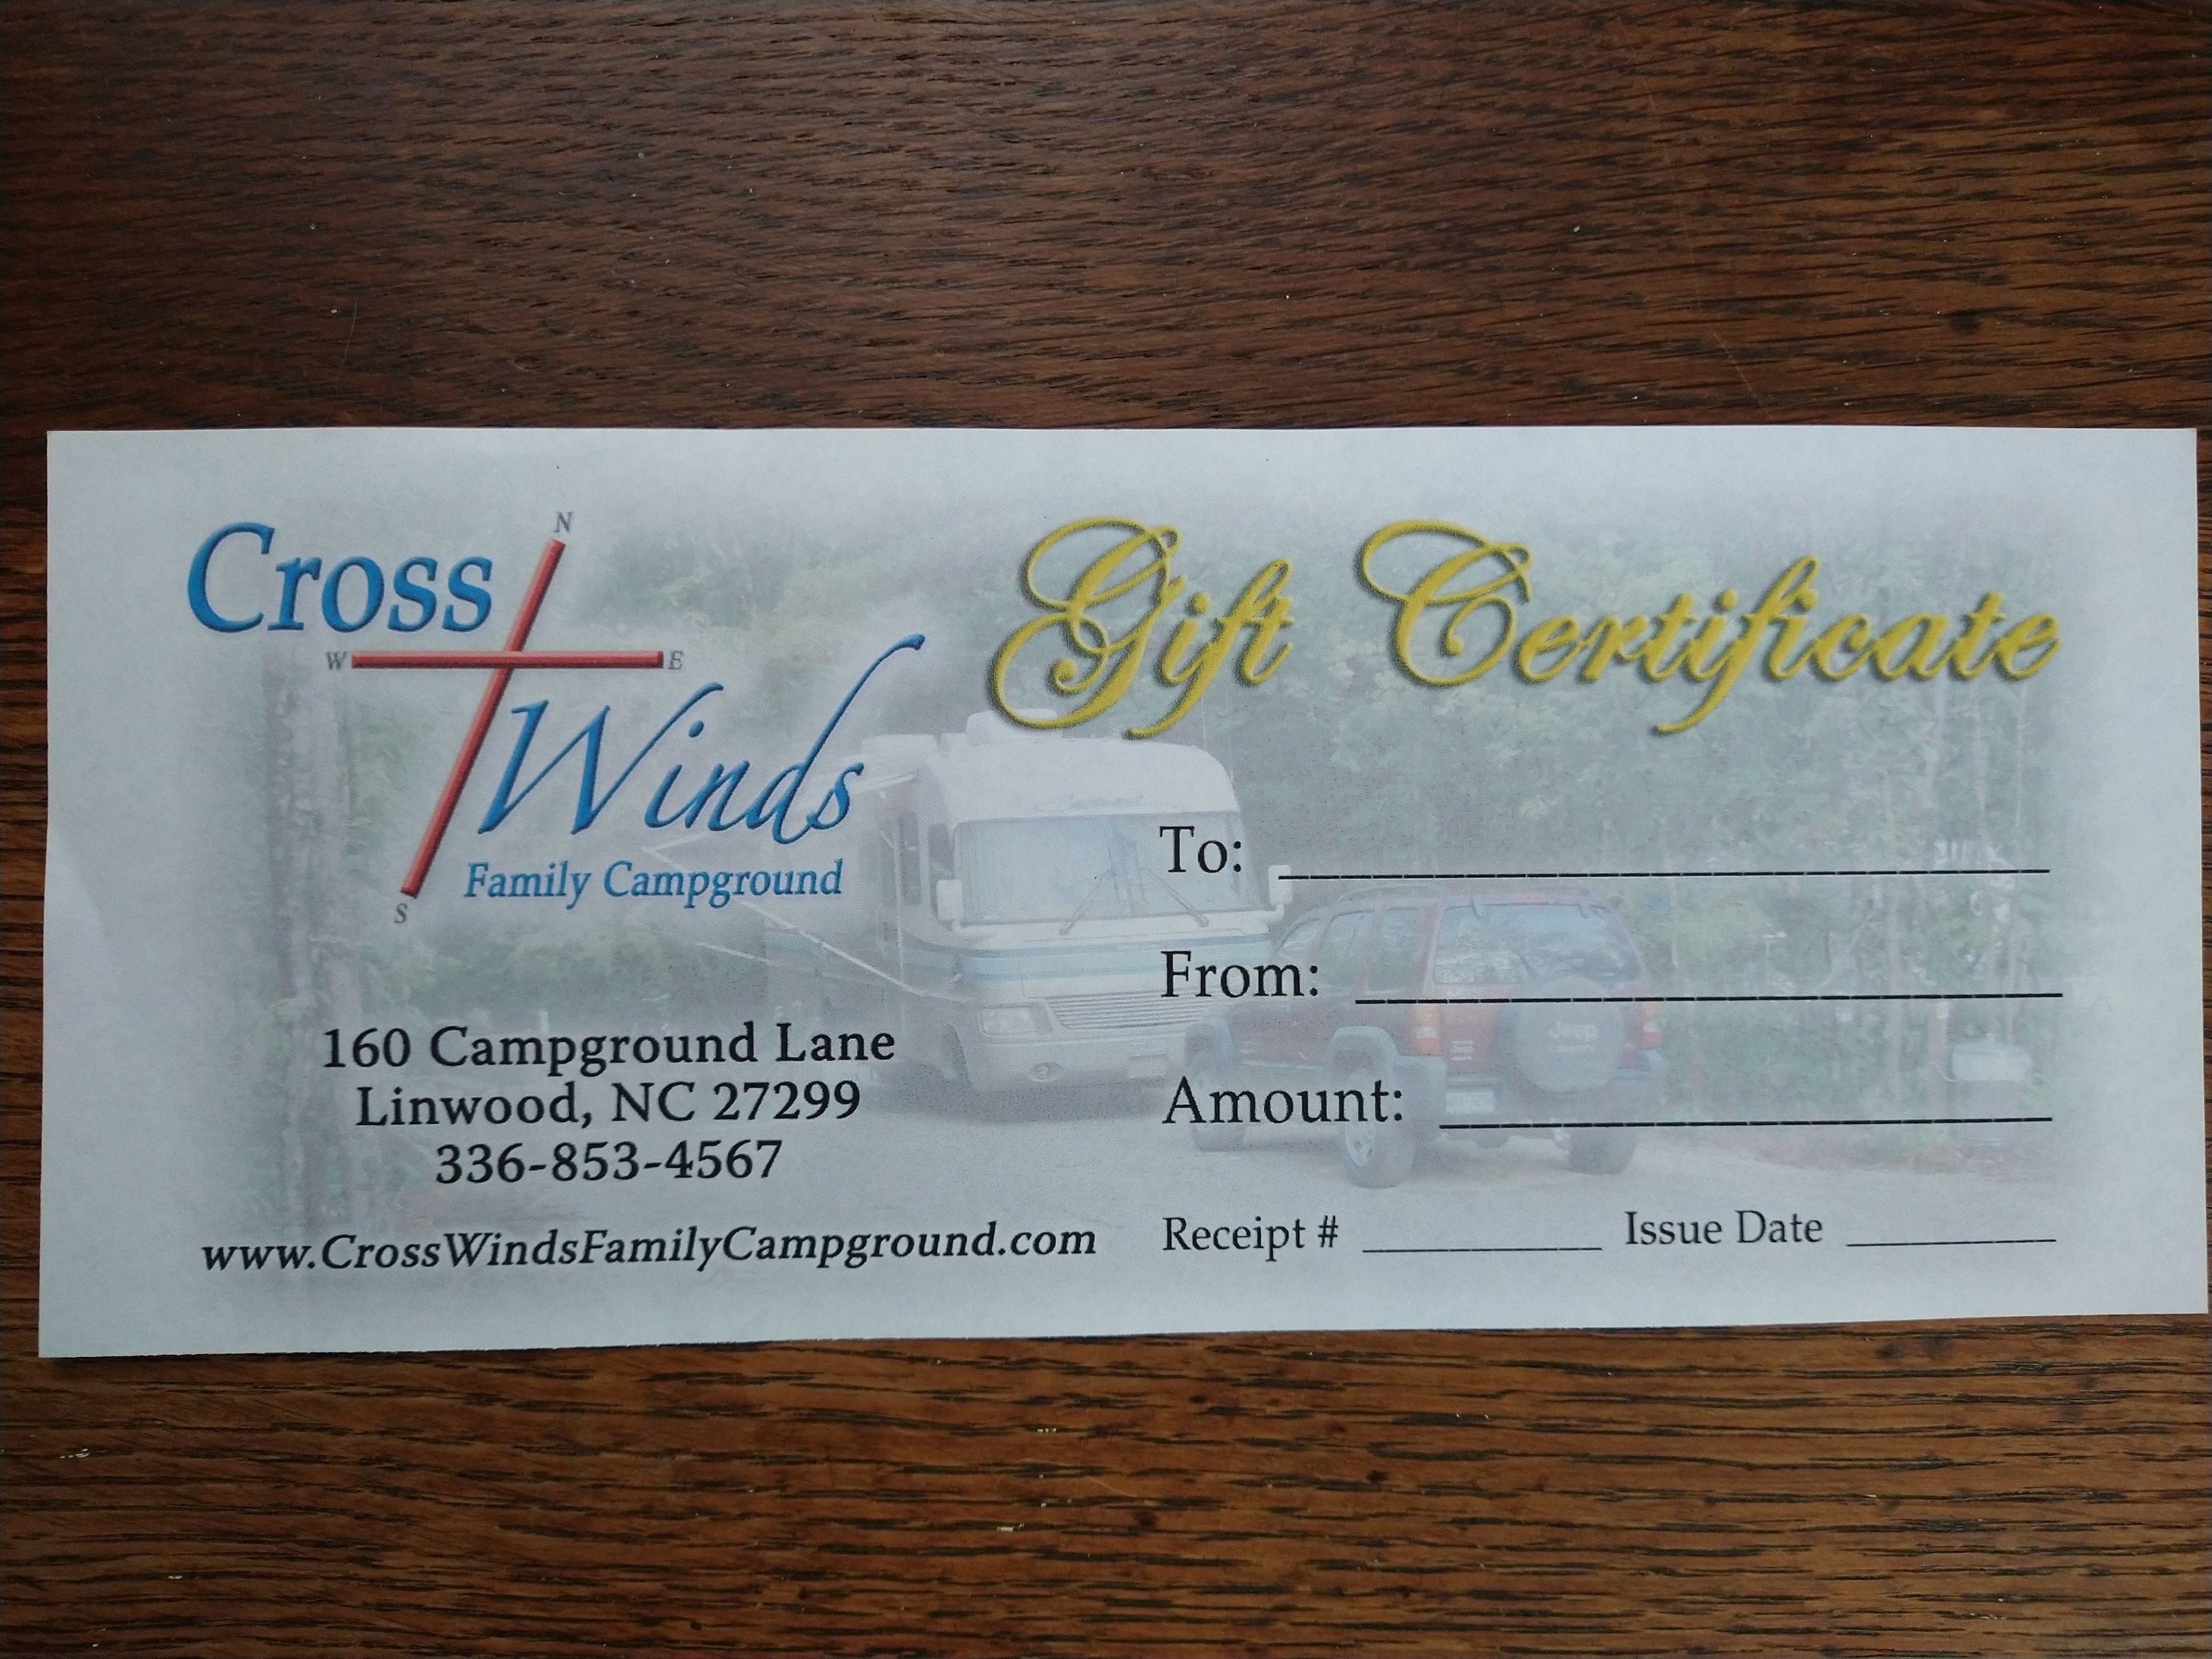 Cross
N
W
E
Winds
Family Campground
S
Gift Certificate
160 Campground Lane
Linwood, NC 27299
336-853-4567
www.CrossWindsFamilyCampground.com
To:
From:
Amount:
Receipt # Issue Date
Jeep